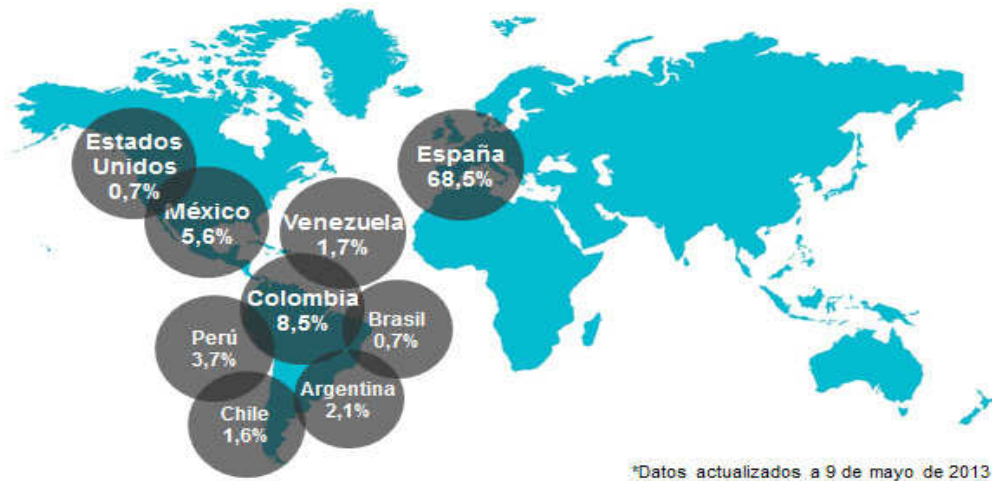 Estados
Unidos
0,7%
México
5,6%
Venezuela
1,7%
España
68,5%
Colombia
8,5%
Brasil
0,7%
Perú
3,7%
Argentina
2,1%
Chile
1,6%
*Datos actualizados a 9 de mayo de 2013